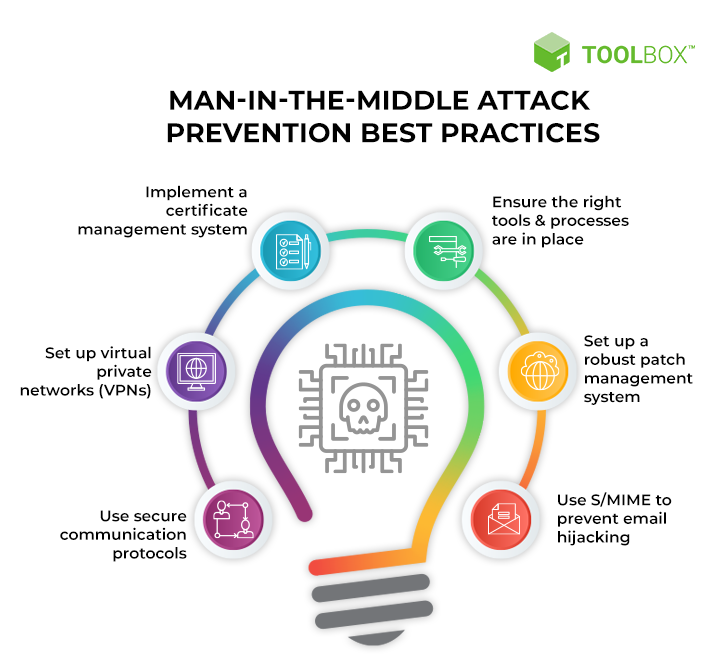 TOOLBOX™
MAN-IN-THE-MIDDLE ATTACK
PREVENTION BEST PRACTICES
Implement a
certificate
management system
Ensure the right
tools & processes
are in place
Set up virtual
private
networks (VPNs)
Set up a
robust patch
management
system
Use secure
communication
protocols
Use S/MIME to
prevent email
hijacking